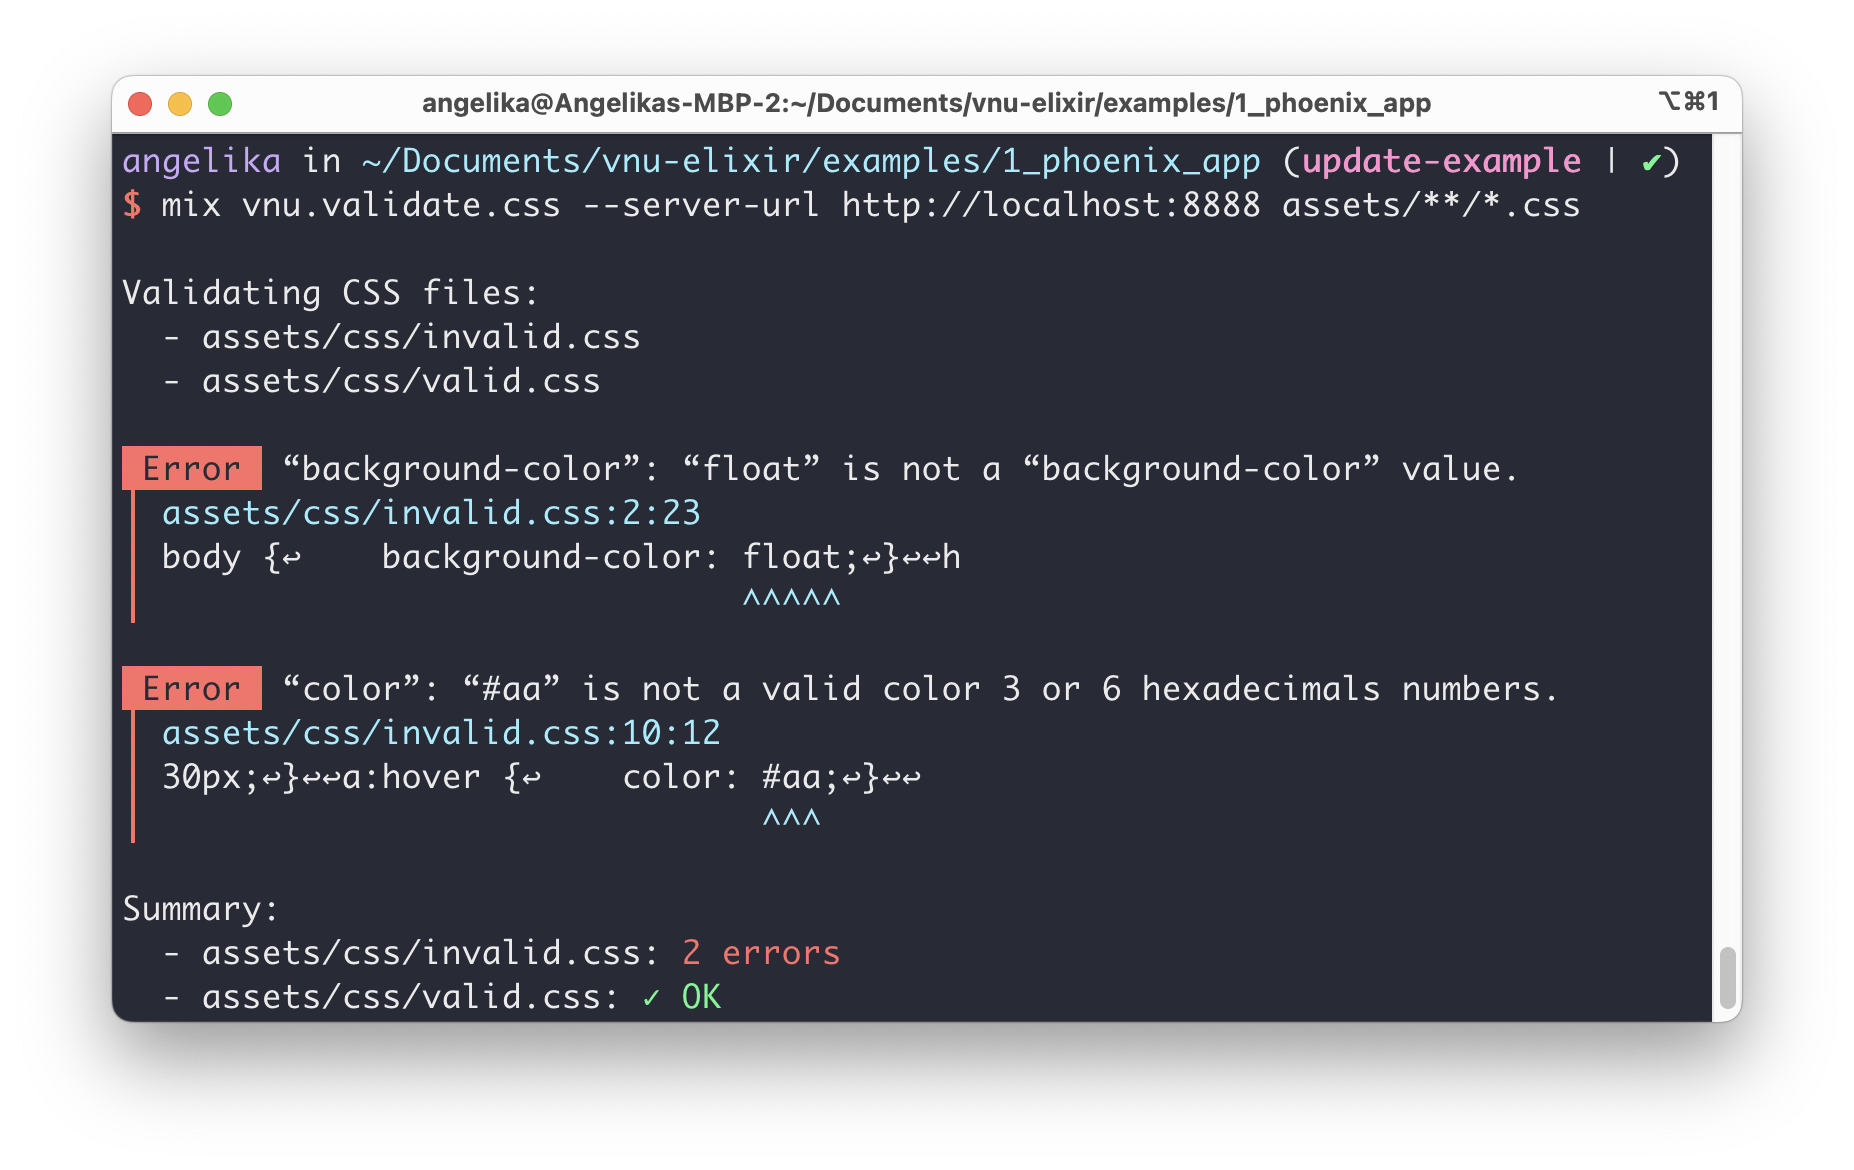 angelika@Angelikas-MBP-2:~/Documents/vnu-elixir/examples/1_phoenix_app ⌥⌘1
angelika in ~/Documents/vnu-elixir/examples/1_phoenix_app (update-example | ✔)
$ mix vnu.validate.css --server-url http://localhost:8888 assets/**/*.css
Validating CSS files:
  - assets/css/invalid.css
  - assets/css/valid.css
Error “background-color”: “float” is not a “background-color” value.
assets/css/invalid.css:2:23
body {↩    background-color: float;↩}↩↩h
^^^^^
Error “color”: “#aa” is not a valid color 3 or 6 hexadecimals numbers.
assets/css/invalid.css:10:12
30px;↩}↩↩a:hover {↩    color: #aa;↩}↩↩
^^^
Summary:
  - assets/css/invalid.css: 2 errors
  - assets/css/valid.css: ✓ OK